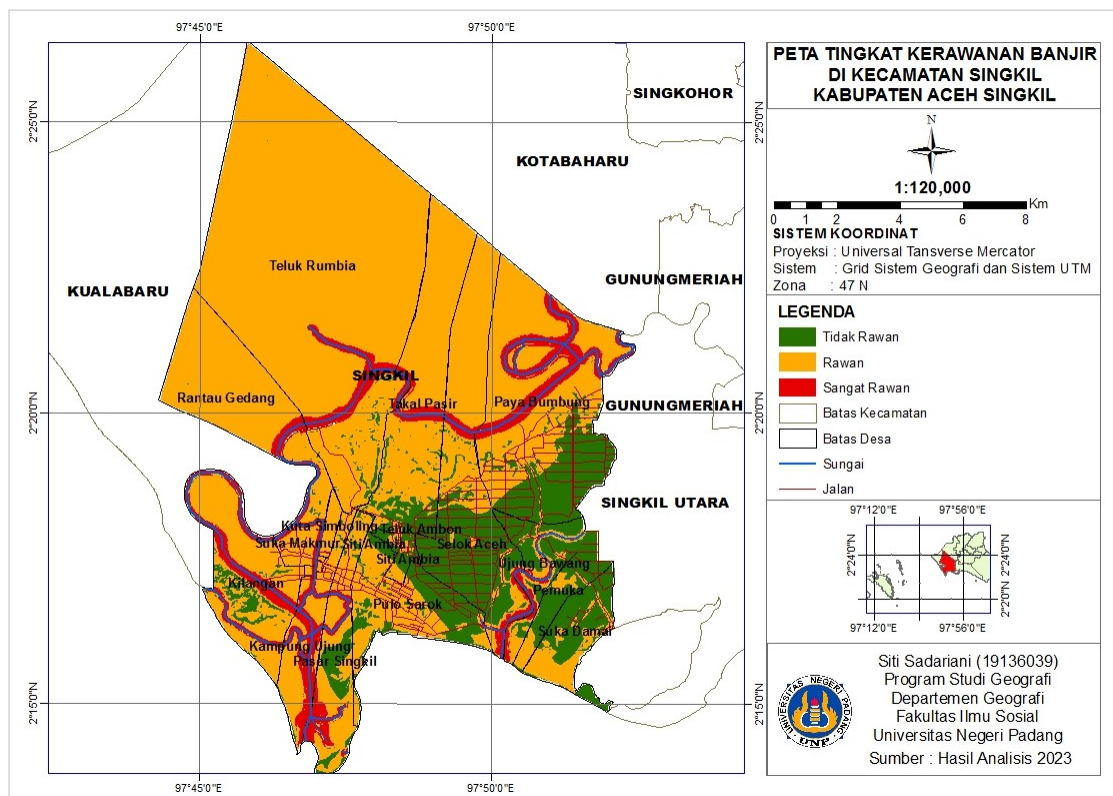 97°45'0"E
97°50'0"E
2°25'0"N
2°25'0"N
SINGKOHOR
KOTABAHARU
Teluk Rumbia
KUALABARU
GUNUNGMERIAH
SINGKIL
Rantau Gedang
Takal Pasir
Paya Bumbung
GUNUNGMERIAH
2°20'0"N
2°20'0"N
SINGKIL UTARA
Kuta Simboling
Teluk Ambon
Suka Makmur
Siti Ambia
Selok Aceh
Siti Ambia
Ujung Bawang
Kilangan
Pemuka
Pulo Sarok
Suka Damai
Kampung Ujung
Pasar Singkil
2°15'0"N
2°15'0"N
97°45'0"E
97°50'0"E
PETA TINGKAT KERAWANAN BANJIR
DI KECAMATAN SINGKIL
KABUPATEN ACEH SINGKIL
N
1:120,000
0 1 2 4 6 8 Km
SISTEM KOORDINAT
Proyeksi : Universal Tansverse Mercator
Sistem : Grid Sistem Geografi dan Sistem UTM
Zona : 47 N
LEGENDA
Tidak Rawan
Rawan
Sangat Rawan
Batas Kecamatan
Batas Desa
Sungai
Jalan
97°12'0"E 97°56'0"E
2°24'0"N
2°24'0"N
2°2'0"N
97°12'0"E 97°56'0"E
UNIVERSITAS NEGERI PADANG
UNP
Siti Sadariani (19136039)
Program Studi Geografi
Departemen Geografi
Fakultas Ilmu Sosial
Universitas Negeri Padang
Sumber : Hasil Analisis 2023